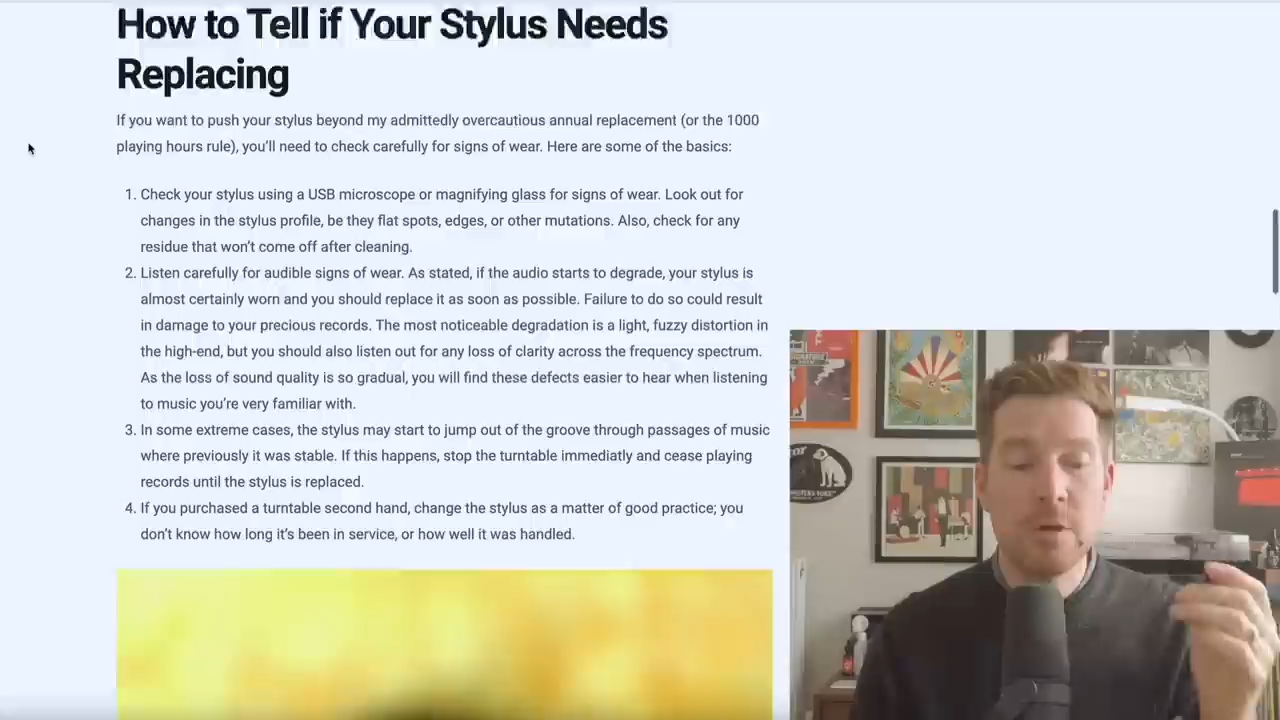 How to Tell if Your Stylus Needs
Replacing
If you want to push your stylus beyond my admittedly overcautious annual replacement (or the 1000
playing hours rule), you'll need to check carefully for signs of wear. Here are some of the basics:
1. Check your stylus using a USB microscope or magnifying glass for signs of wear. Look out for
changes in the stylus profile, be they flat spots, edges, or other mutations. Also, check for any
residue that won't come off after cleaning.
2. Listen carefully for audible signs of wear. As stated, if the audio starts to degrade, your stylus is
almost certainly worn and you should replace it as soon as possible. Failure to do so could result
in damage to your precious records. The most noticeable degradation is a light, fuzzy distortion in
the high-end, but you should also listen out for any loss of clarity across the frequency spectrum.
As the loss of sound quality is so gradual, you will find these defects easier to hear when listening
to music you're very familiar with.
3. In some extreme cases, the stylus may start to jump out of the groove through passages of music
where previously it was stable. If this happens, stop the turntable immediatly and cease playing
records until the stylus is replaced.
4. If you purchased a turntable second hand, change the stylus as a matter of good practice; you
don't know how long it's been in service, or how well it was handled.